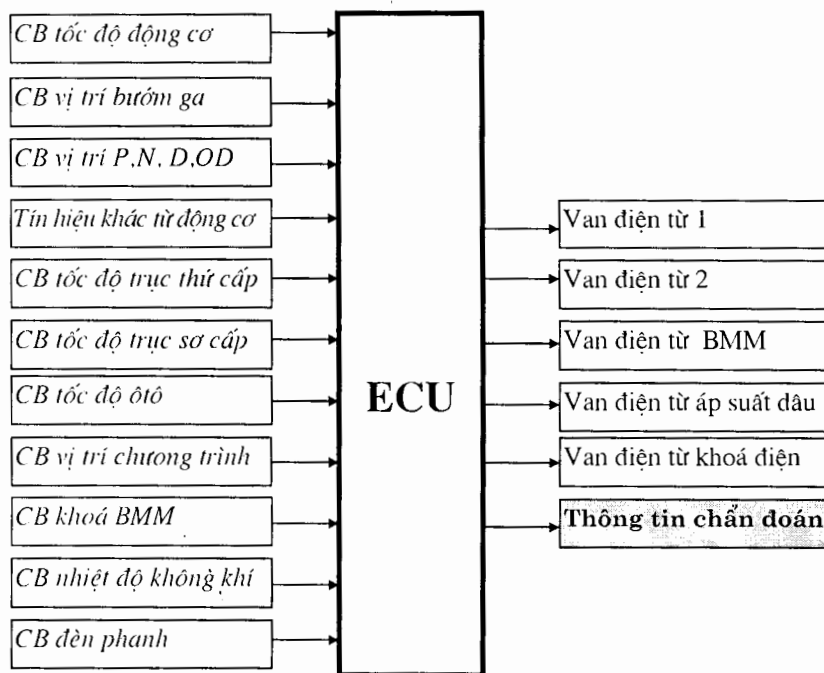 CB tốc độ động cơ
CB vị trí bướm ga
CB vị trí P,N, D,OD
Tín hiệu khác từ động cơ
CB tốc độ trục thứ cấp
CB tốc độ trục sơ cấp
CB tốc độ ôtô
CB vị trí chương trình
CB khoá BMM
CB nhiệt độ không khí
CB đèn phanh
ECU
Van điện từ 1
Van điện từ 2
Van điện từ BMM
Van điện từ áp suất dầu
Van điện từ khoá điện
Thông tin chẩn đoán